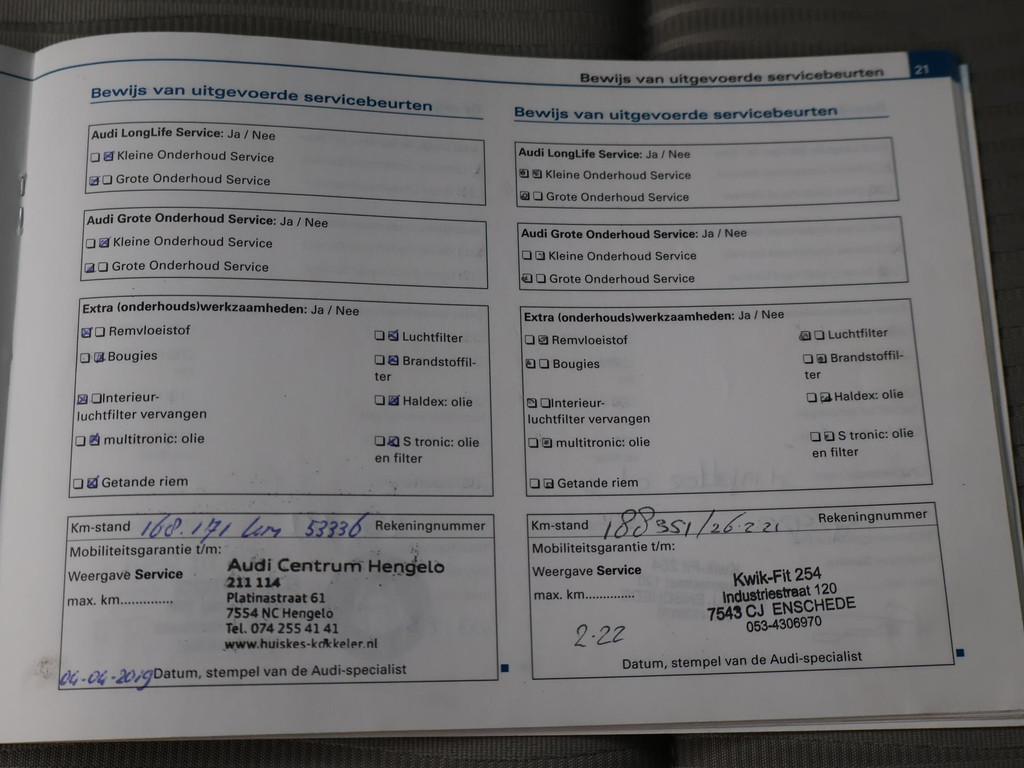 Bewijs van uitgevoerde servicebeurten
21
Bewijs van uitgevoerde servicebeurten
Audi LongLife Service: Ja / Nee
Kleine Onderhoud Service
Grote Onderhoud Service
Audi Grote Onderhoud Service: Ja / Nee
Kleine Onderhoud Service
Grote Onderhoud Service
Extra (onderhouds)werkzaamheden: Ja / Nee
Remvloeistof
Luchtfilter
Bougies
Brandstoffil-
ter
Interieur-
luchtfilter vervangen
Haldex: olie
multitronic: olie
S tronic: olie
en filter
Getande riem
Km-stand 168.171 km 53336 Rekeningnummer
Mobiliteitsgarantie t/m:
Weergave Service
max. km..............
Audi Centrum Hengelo
211 114
Platinastraat 61
7554 NC Hengelo
Tel. 074 255 41 41
www.huiskes-kokkeler.nl
04-04-2019 Datum, stempel van de Audi-specialist
Bewijs van uitgevoerde servicebeurten
Audi LongLife Service: Ja / Nee
Kleine Onderhoud Service
Grote Onderhoud Service
Audi Grote Onderhoud Service: Ja / Nee
Kleine Onderhoud Service
Grote Onderhoud Service
Extra (onderhouds)werkzaamheden: Ja / Nee
Remvloeistof
Luchtfilter
Bougies
Brandstoffil-
ter
Interieur-
luchtfilter vervangen
Haldex: olie
multitronic: olie
S tronic: olie
en filter
Getande riem
Km-stand 188351/26-2-21 Rekeningnummer
Mobiliteitsgarantie t/m:
Weergave Service
max. km..............
Kwik-Fit 254
Industriestraat 120
7543 CJ ENSCHEDE
053-4306970
2-22
Datum, stempel van de Audi-specialist